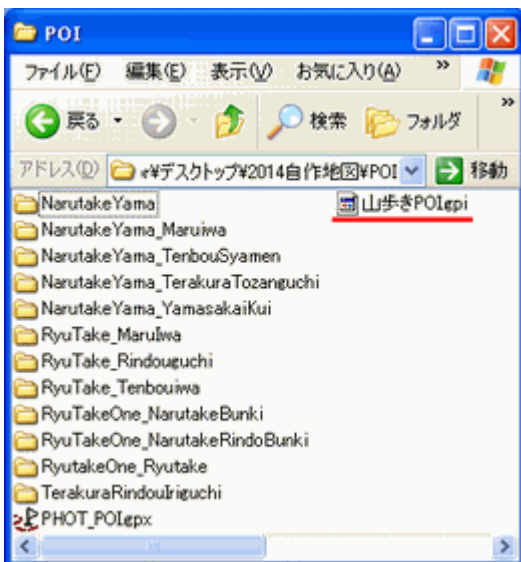 POI
ファイル(F) 編集(E) 表示(V) お気に入り(A) »
戻る 検索 フォルダ »
アドレス(D) e¥デスクトップ¥2014自作地図¥POI 移動
NarutakeYama
NarutakeYama_Maruiwa
NarutakeYama_TenbouSyamen
NarutakeYama_TerakuraTozanguchi
NarutakeYama_YamasakaiKui
RyuTake_MaruIwa
RyuTake_Rindouguchi
RyuTake_Tenbouiwa
RyuTakeOne_NarutakeBunki
RyuTakeOne_NarutakeRindoBunki
RyutakeOne_Ryutake
TerakuraRindouIriguchi
PHOT_POI.gpx
山歩きPOI.gpi